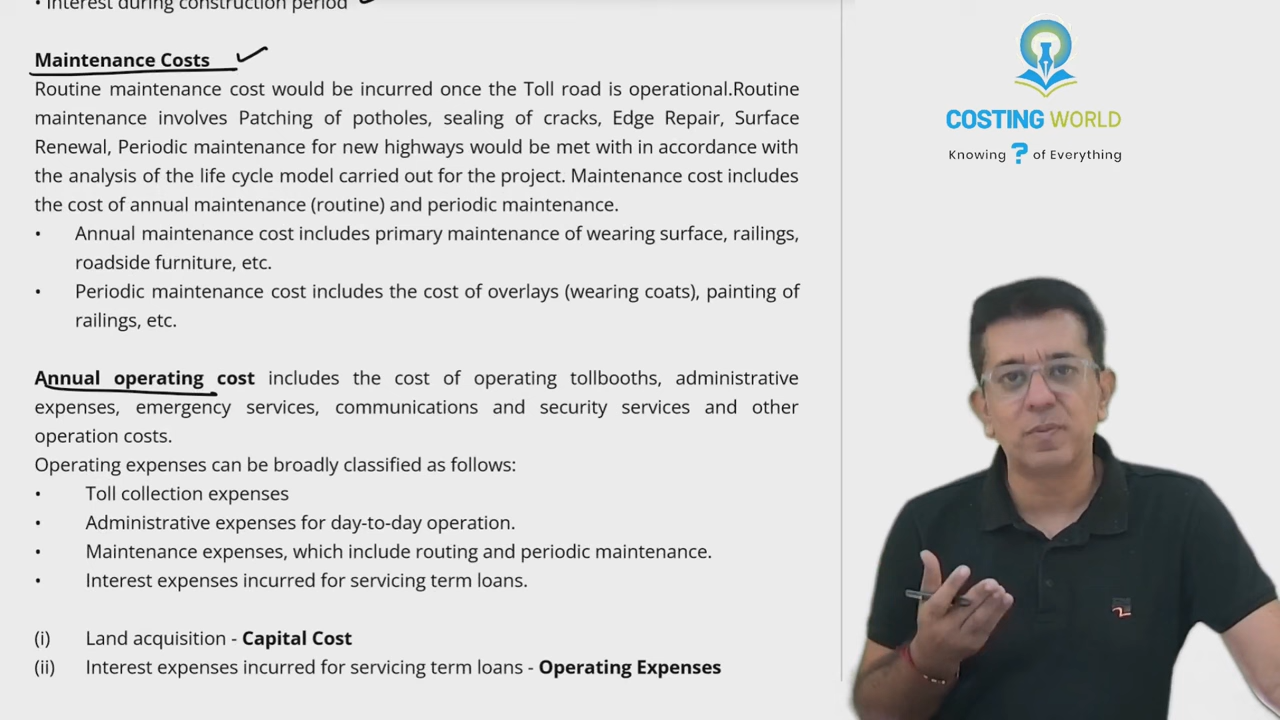 • Interest during construction period
Maintenance Costs
Routine maintenance cost would be incurred once the Toll road is operational.Routine
maintenance involves Patching of potholes, sealing of cracks, Edge Repair, Surface
Renewal, Periodic maintenance for new highways would be met with in accordance with
the analysis of the life cycle model carried out for the project. Maintenance cost includes
the cost of annual maintenance (routine) and periodic maintenance.
• Annual maintenance cost includes primary maintenance of wearing surface, railings,
roadside furniture, etc.
• Periodic maintenance cost includes the cost of overlays (wearing coats), painting of
railings, etc.
Annual operating cost includes the cost of operating tollbooths, administrative
expenses, emergency services, communications and security services and other
operation costs.
Operating expenses can be broadly classified as follows:
• Toll collection expenses
• Administrative expenses for day-to-day operation.
• Maintenance expenses, which include routing and periodic maintenance.
• Interest expenses incurred for servicing term loans.
(i) Land acquisition - Capital Cost
(ii) Interest expenses incurred for servicing term loans - Operating Expenses
COSTING WORLD
Knowing ? of Everything